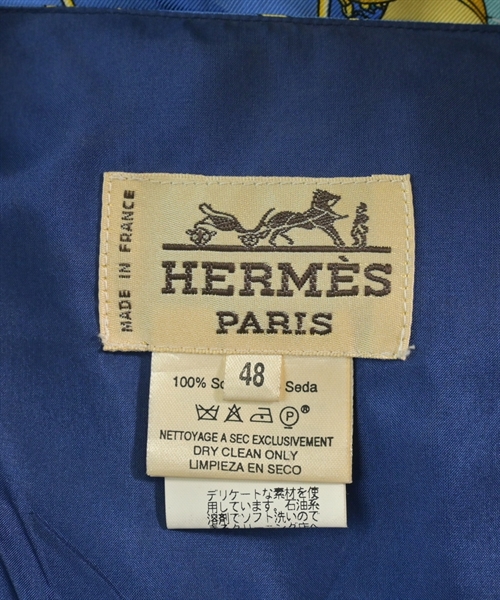 MADE IN FRANCE
HERMÈS
PARIS
48
100% Seda
NETTOYAGE A SEC EXCLUSIVEMENT
DRY CLEAN ONLY
LIMPIEZA EN SECO
デリケートな素材を使
用しています。石油系
溶剤でソフト洗いので